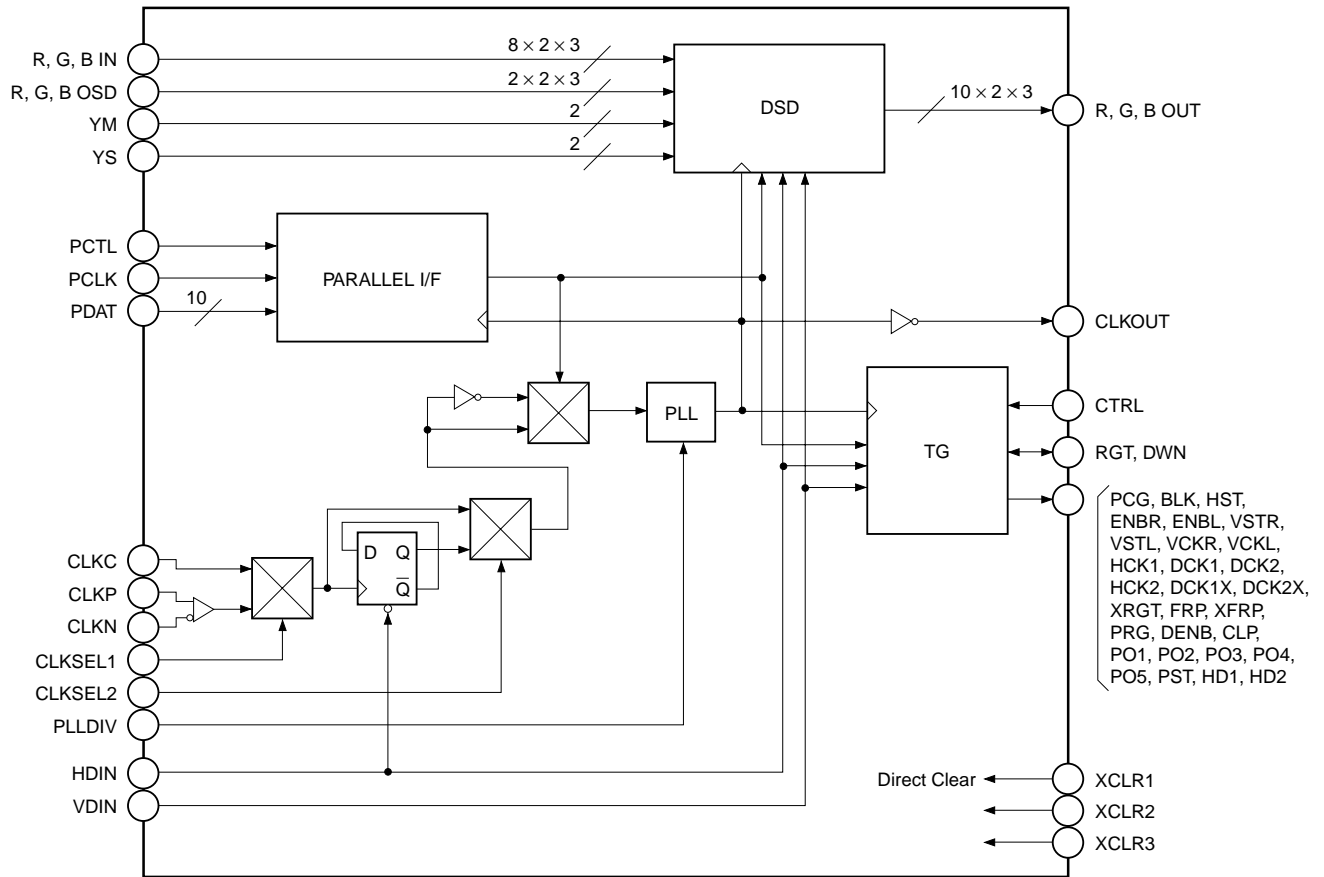 R, G, B IN
8 × 2 × 3
R, G, B OSD
2 × 2 × 3
YM
2
YS
2
DSD
10 × 2 × 3
R, G, B OUT
PCTL
PCLK
PDAT
10
PARALLEL I/F
CLKOUT
PLL
TG
CTRL
RGT, DWN
PCG, BLK, HST,
ENBR, ENBL, VSTR,
VSTL, VCKR, VCKL,
HCK1, DCK1, DCK2,
HCK2, DCK1X, DCK2X,
XRGT, FRP, XFRP,
PRG, DENB, CLP,
PO1, PO2, PO3, PO4,
PO5, PST, HD1, HD2
D Q
Q̅
CLKC
CLKP
CLKN
CLKSEL1
CLKSEL2
PLLDIV
HDIN
VDIN
Direct Clear
XCLR1
XCLR2
XCLR3